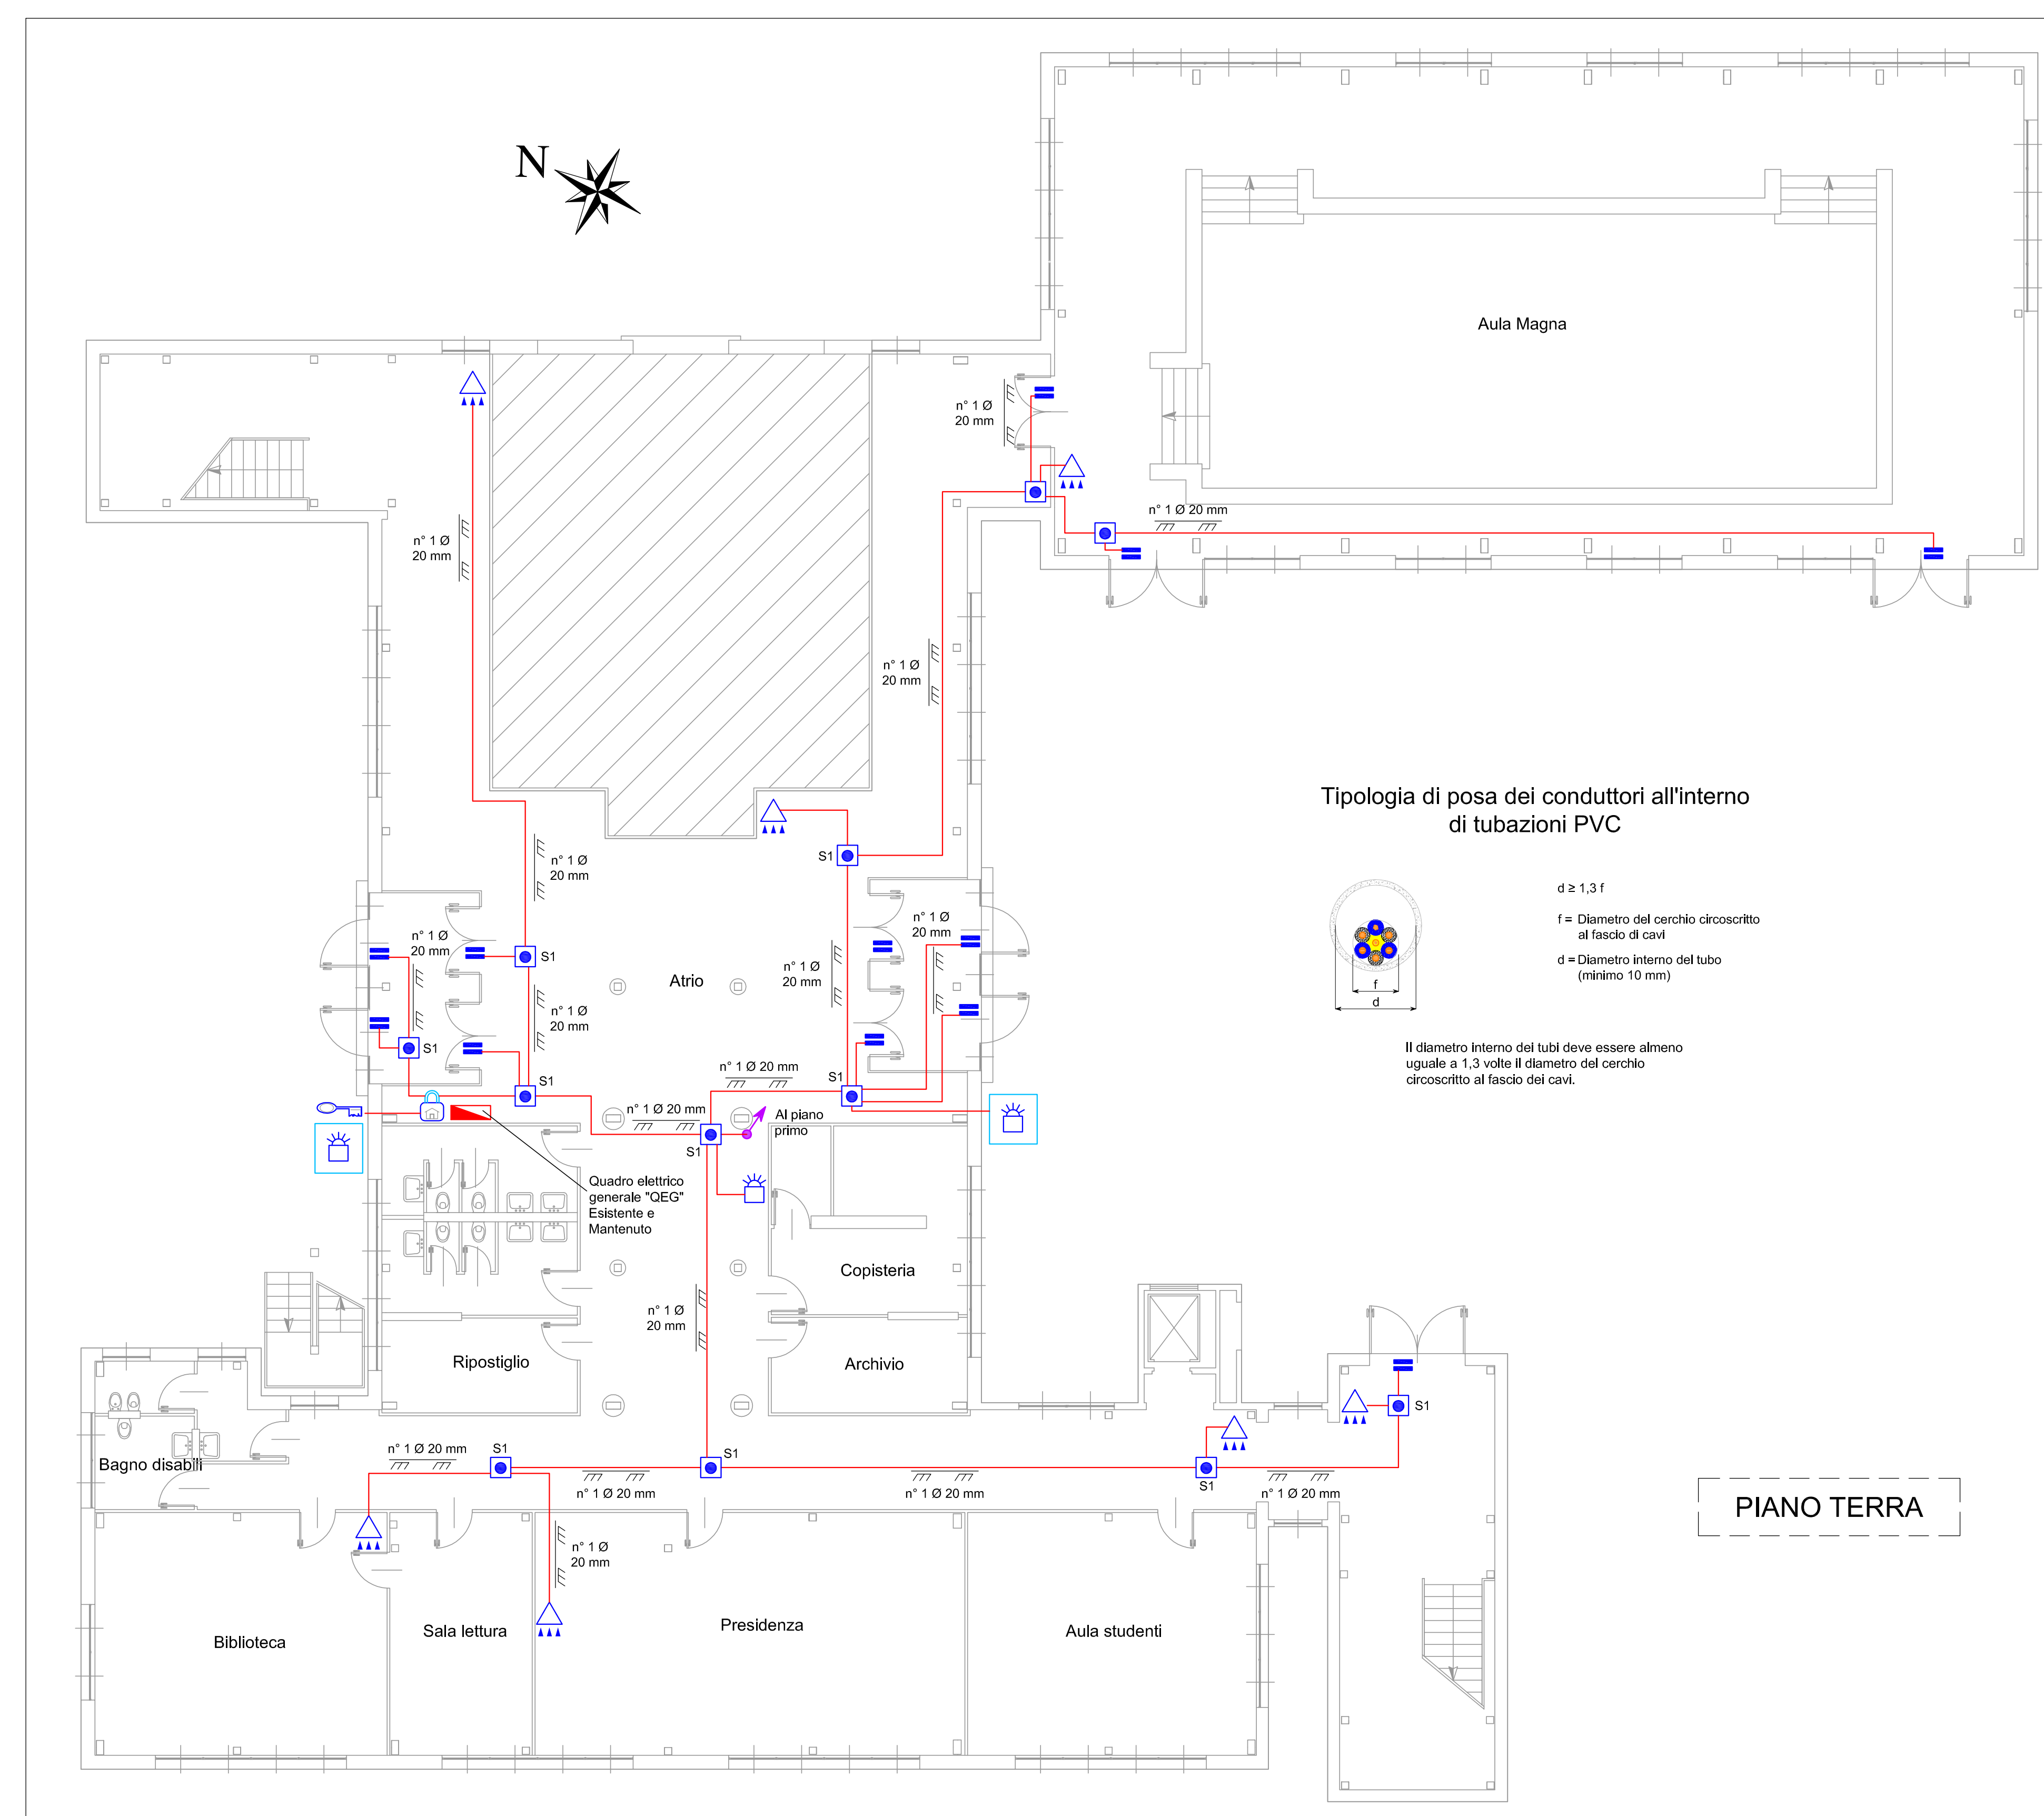 N
Aula Magna
n° 1 Ø
20 mm
n° 1 Ø 20 mm
n° 1 Ø
20 mm
n° 1 Ø
20 mm
Tipologia di posa dei conduttori all'interno
di tubazioni PVC
d ≥ 1,3 f
f = Diametro del cerchio circoscritto
al fascio di cavi
d = Diametro interno del tubo
(minimo 10 mm)
f
d
Il diametro interno dei tubi deve essere almeno
uguale a 1,3 volte il diametro del cerchio
circoscritto al fascio dei cavi.
S1
n° 1 Ø
20 mm
n° 1 Ø
20 mm
n° 1 Ø
20 mm
S1
Atrio
n° 1 Ø
20 mm
n° 1 Ø
20 mm
S1
S1
n° 1 Ø 20 mm
S1
n° 1 Ø 20 mm
Al piano
primo
S1
Quadro elettrico
generale "QEG"
Esistente e
Mantenuto
Copisteria
n° 1 Ø
20 mm
Ripostiglio
Archivio
S1
Bagno disabili
n° 1 Ø 20 mm
S1
S1
n° 1 Ø 20 mm
n° 1 Ø 20 mm
S1
n° 1 Ø 20 mm
PIANO TERRA
n° 1 Ø
20 mm
Biblioteca
Sala lettura
Presidenza
Aula studenti